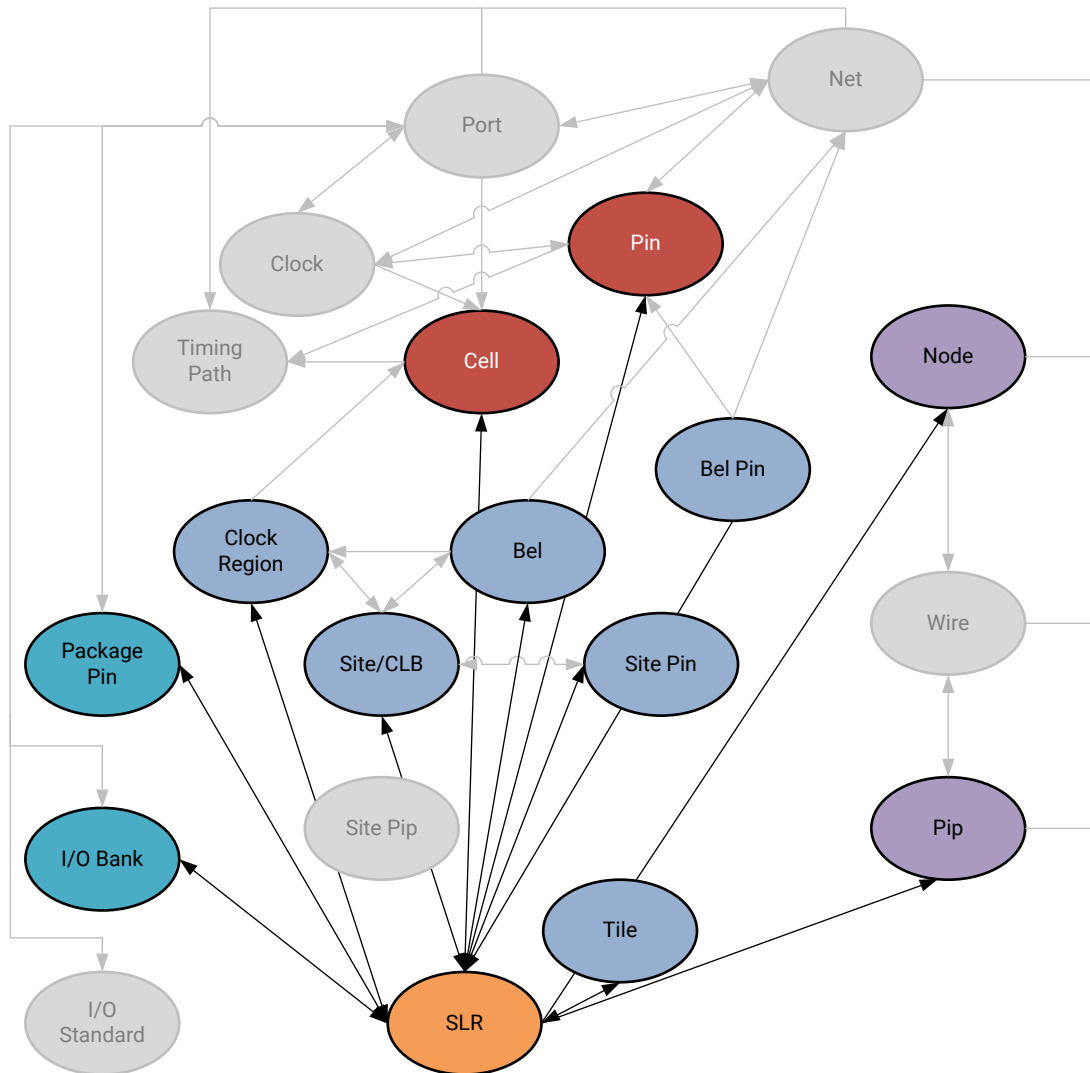 Net
Port
Pin
Clock
Timing
Path
Cell
Node
Bel Pin
Clock
Region
Bel
Wire
Package
Pin
Site/CLB
Site Pin
Site Pip
Pip
I/O Bank
Tile
SLR
I/O
Standard